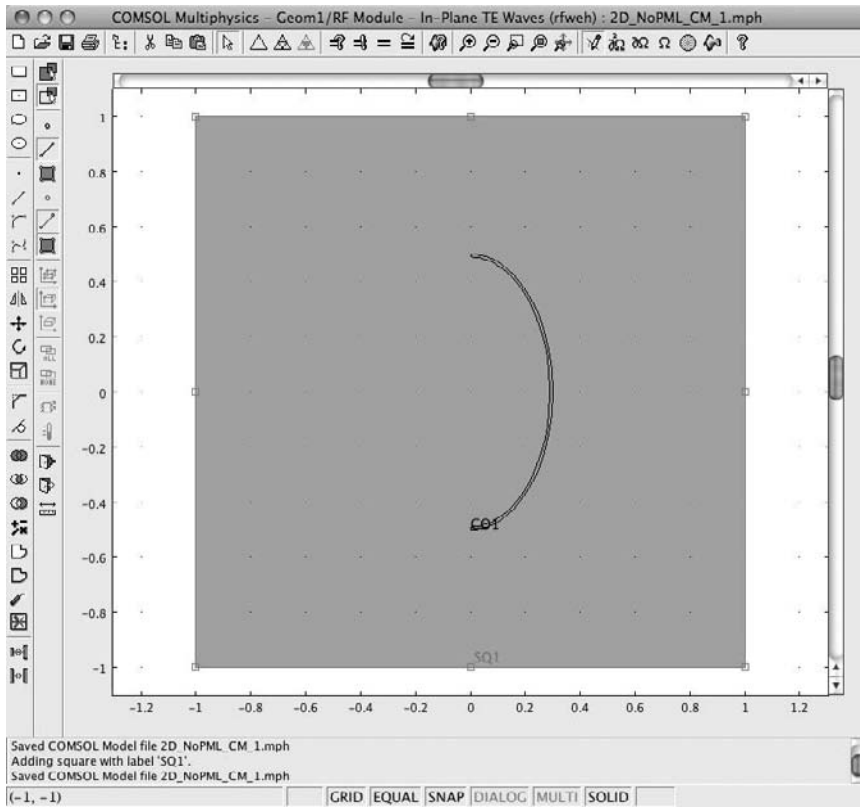 COMSOL Multiphysics - Geom1/RF Module - In-Plane TE Waves (rfweh) : 2D_NoPML_CM_1.mph
1
0.8
0.6
0.4
0.2
0
-0.2
-0.4
CO1
-0.6
-0.8
SQ1
-1
-1.2 -1 -0.8 -0.6 -0.4 -0.2 0 0.2 0.4 0.6 0.8 1 1.2
Saved COMSOL Model file 2D_NoPML_CM_1.mph
Adding square with label 'SQ1'.
Saved COMSOL Model file 2D_NoPML_CM_1.mph
(-1, -1) GRID EQUAL SNAP DIALOG MULTI SOLID